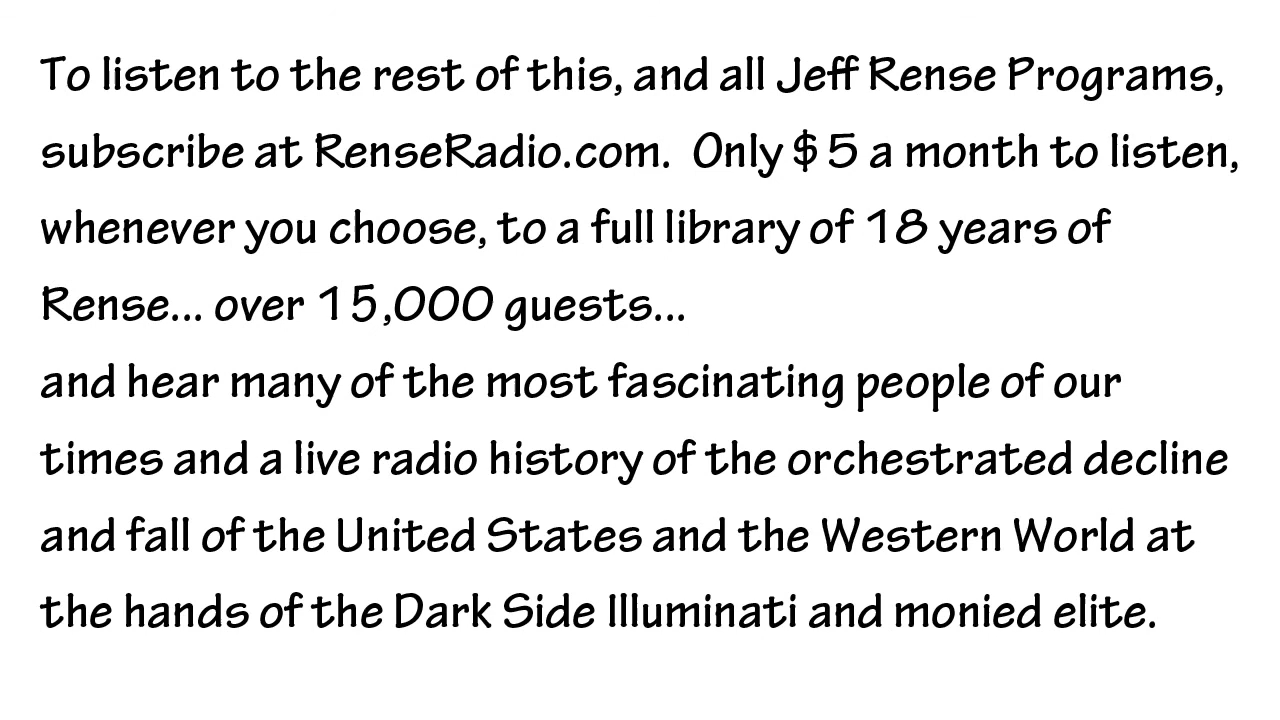 To listen to the rest of this, and all Jeff Rense Programs,
subscribe at RenseRadio.com.  Only $5 a month to listen,
whenever you choose, to a full library of 18 years of
Rense... over 15,000 guests...
and hear many of the most fascinating people of our
times and a live radio history of the orchestrated decline
and fall of the United States and the Western World at
the hands of the Dark Side Illuminati and monied elite.